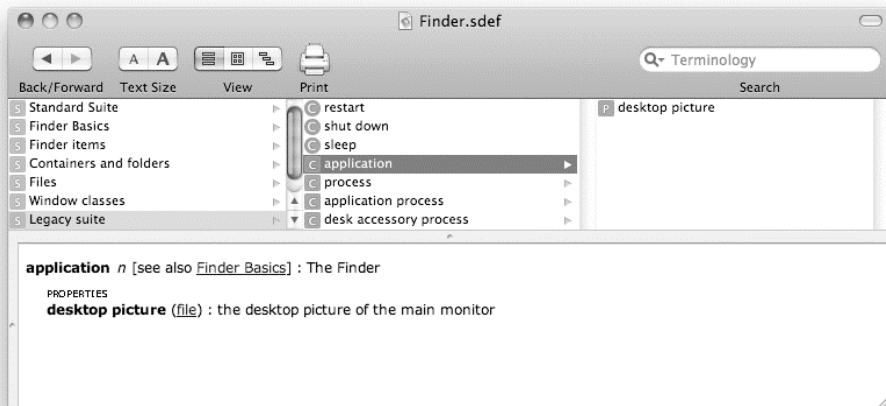 Finder.sdef
A A
Terminology
Back/Forward Text Size View Print Search
S Standard Suite
S Finder Basics
S Finder items
S Containers and folders
S Files
S Window classes
S Legacy suite
C restart
C shut down
C sleep
C application
C process
C application process
C desk accessory process
P desktop picture
application n [see also Finder Basics] : The Finder
PROPERTIES
desktop picture (file) : the desktop picture of the main monitor